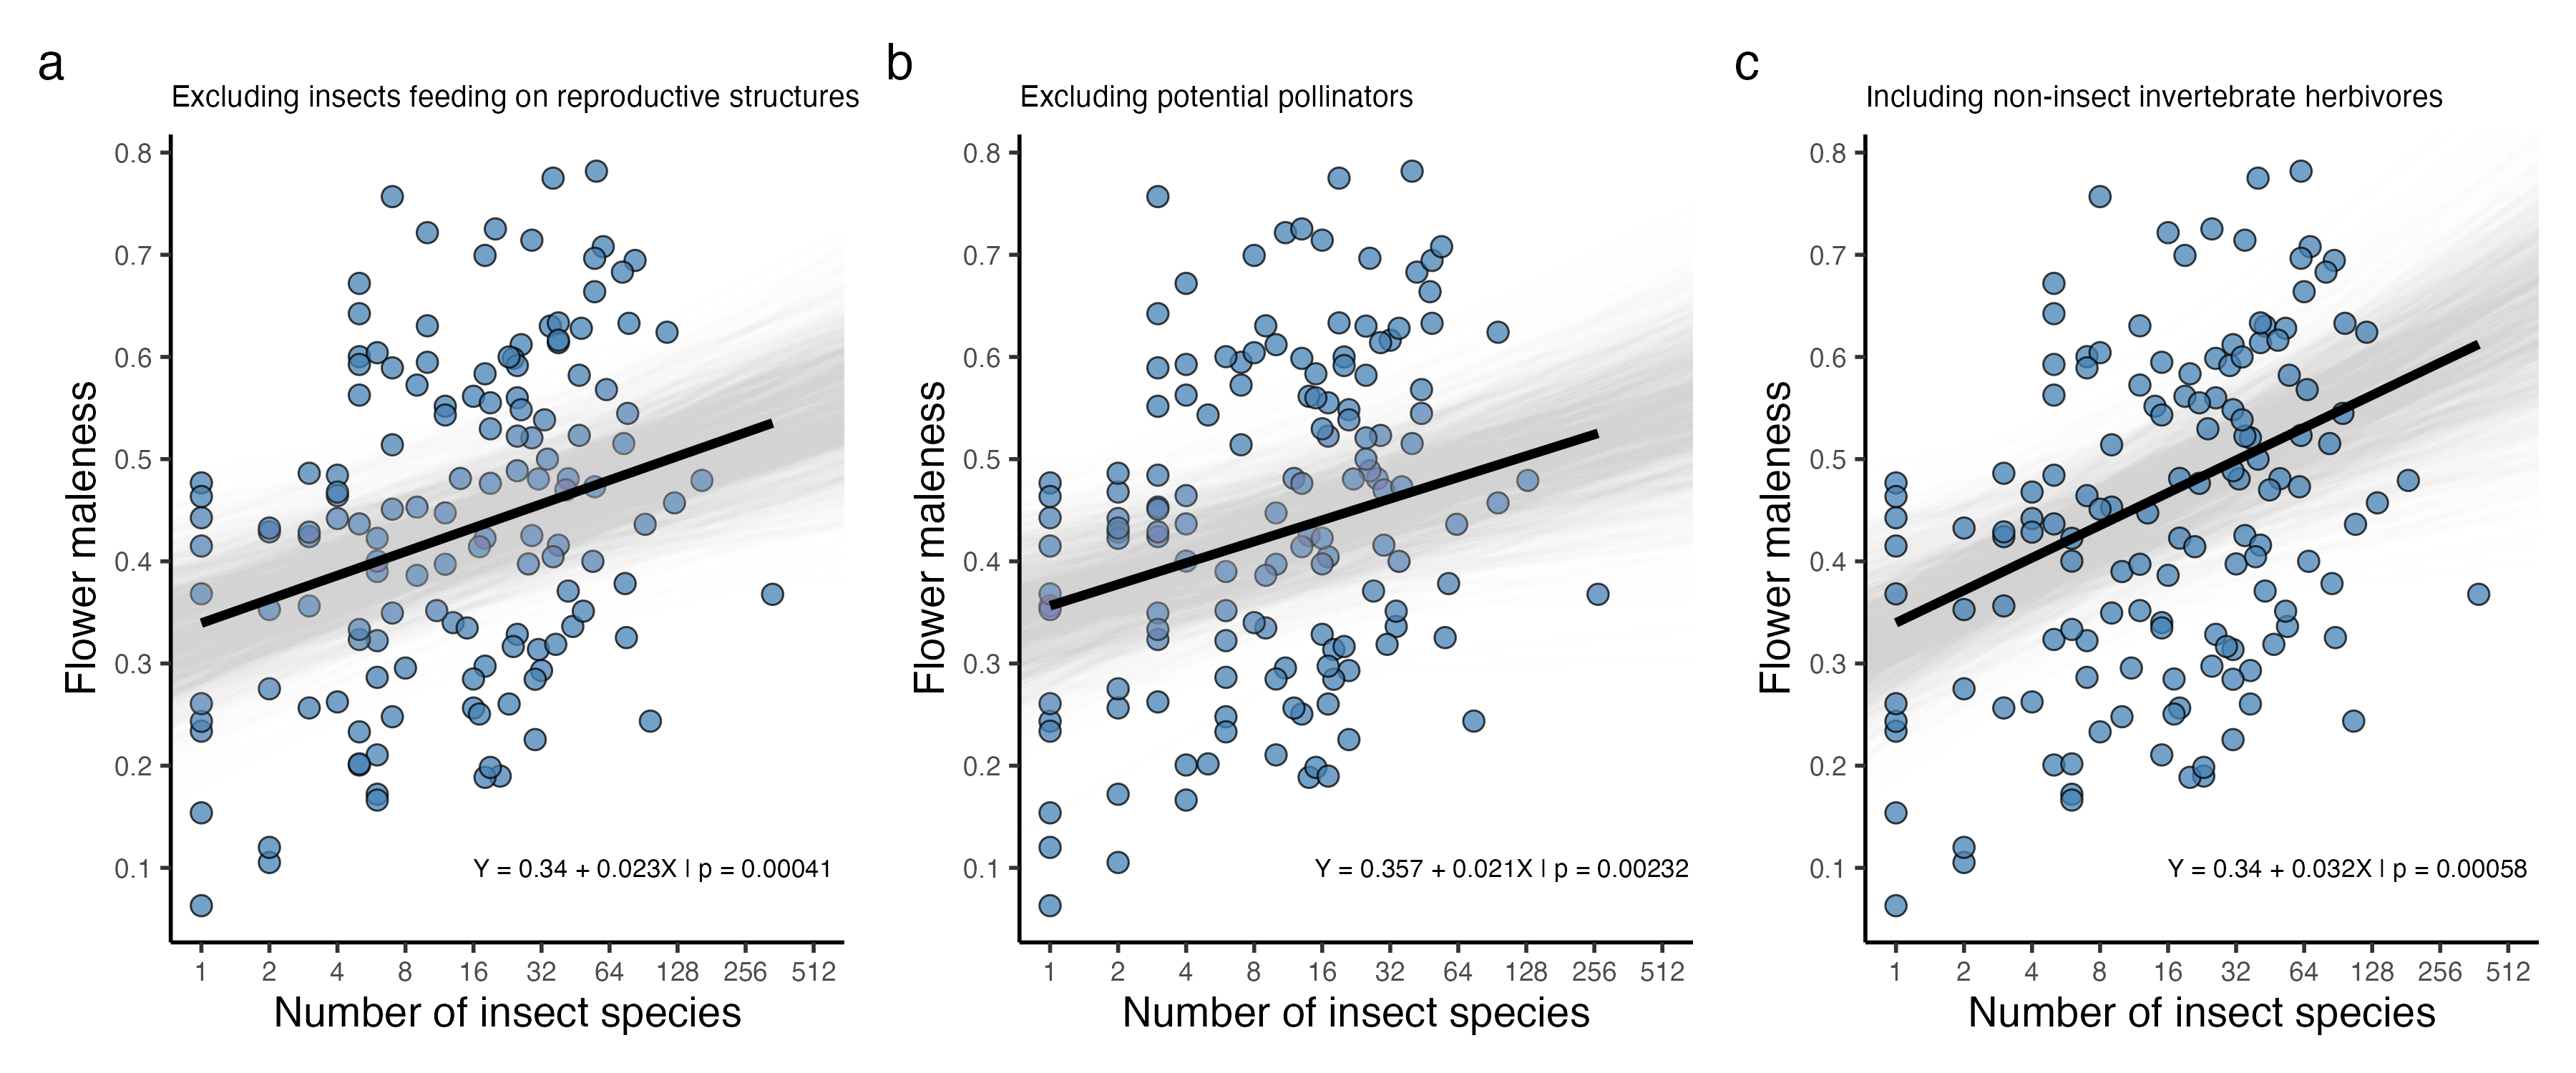 a
Excluding insects feeding on reproductive structures
0.8
0.7
0.6
0.5
0.4
0.3
0.2
0.1
Flower maleness
Y = 0.34 + 0.023X | p = 0.00041
1 2 4 8 16 32 64 128 256 512
Number of insect species
b
Excluding potential pollinators
0.8
0.7
0.6
0.5
0.4
0.3
0.2
0.1
Flower maleness
Y = 0.357 + 0.021X | p = 0.00232
1 2 4 8 16 32 64 128 256 512
Number of insect species
c
Including non-insect invertebrate herbivores
0.8
0.7
0.6
0.5
0.4
0.3
0.2
0.1
Flower maleness
Y = 0.34 + 0.032X | p = 0.00058
1 2 4 8 16 32 64 128 256 512
Number of insect species